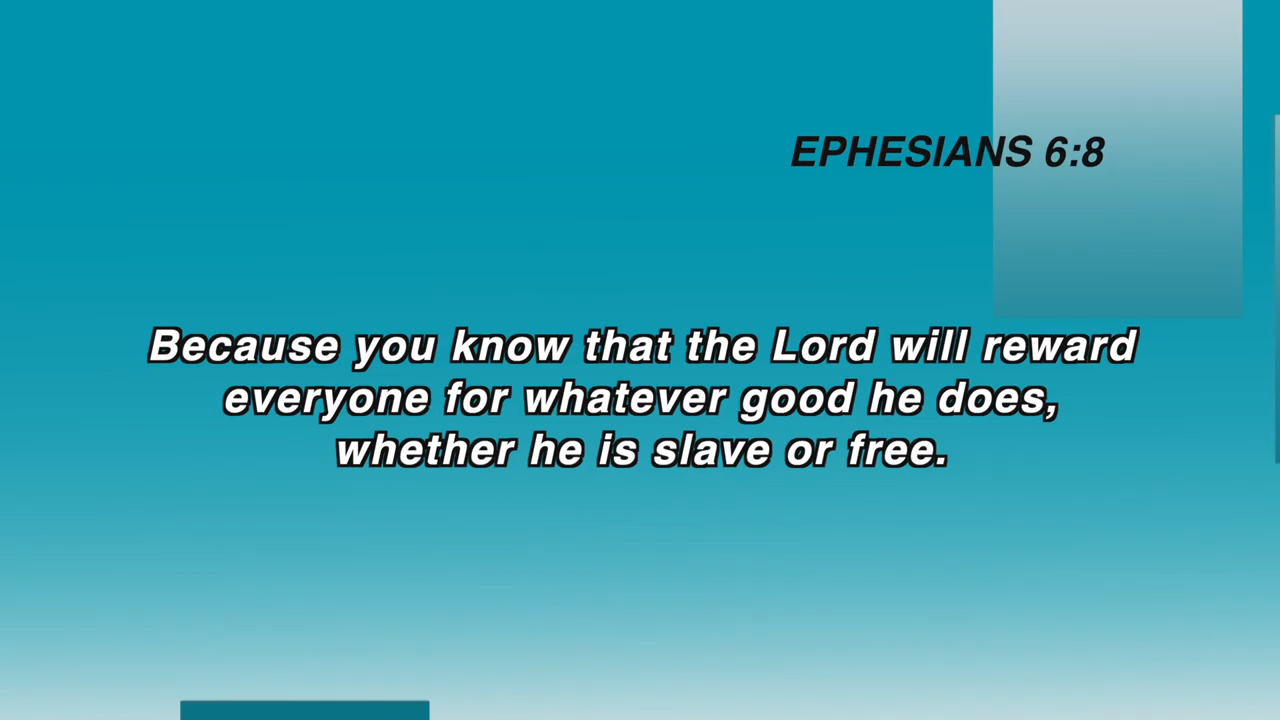 EPHESIANS 6:8
Because you know that the Lord will reward
everyone for whatever good he does,
whether he is slave or free.